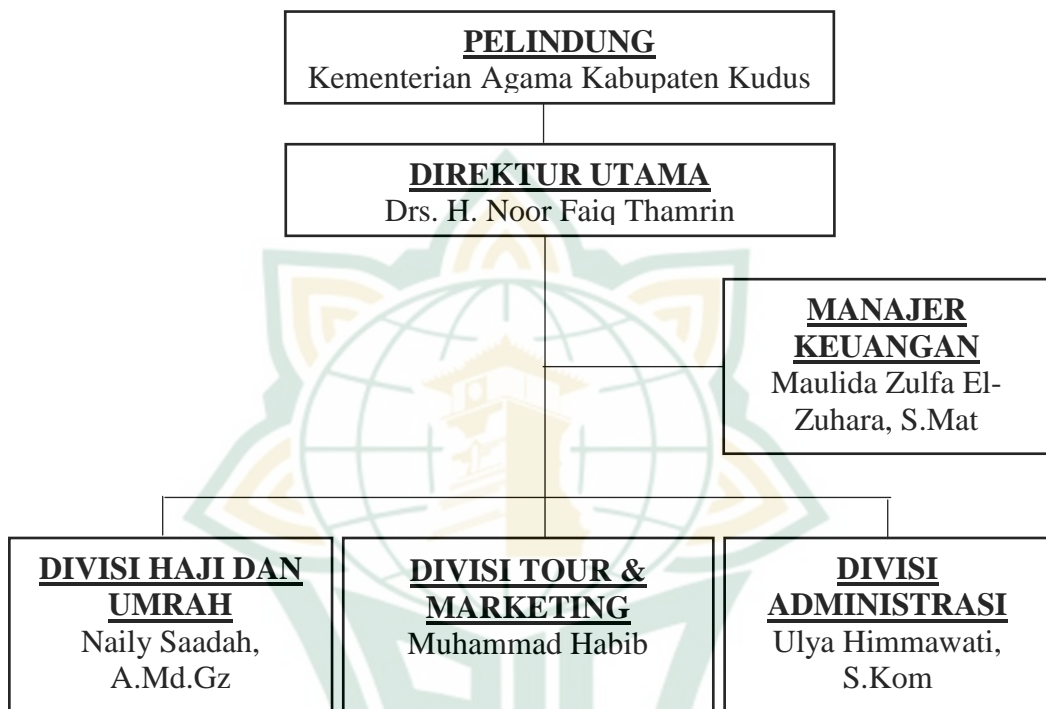 PELINDUNG
Kementerian Agama Kabupaten Kudus
DIREKTUR UTAMA
Drs. H. Noor Faiq Thamrin
MANAJER
KEUANGAN
Maulida Zulfa El-
Zuhara, S.Mat
DIVISI HAJI DAN
UMRAH
Naily Saadah,
A.Md.Gz
DIVISI TOUR &
MARKETING
Muhammad Habib
DIVISI
ADMINISTRASI
Ulya Himmawati,
S.Kom